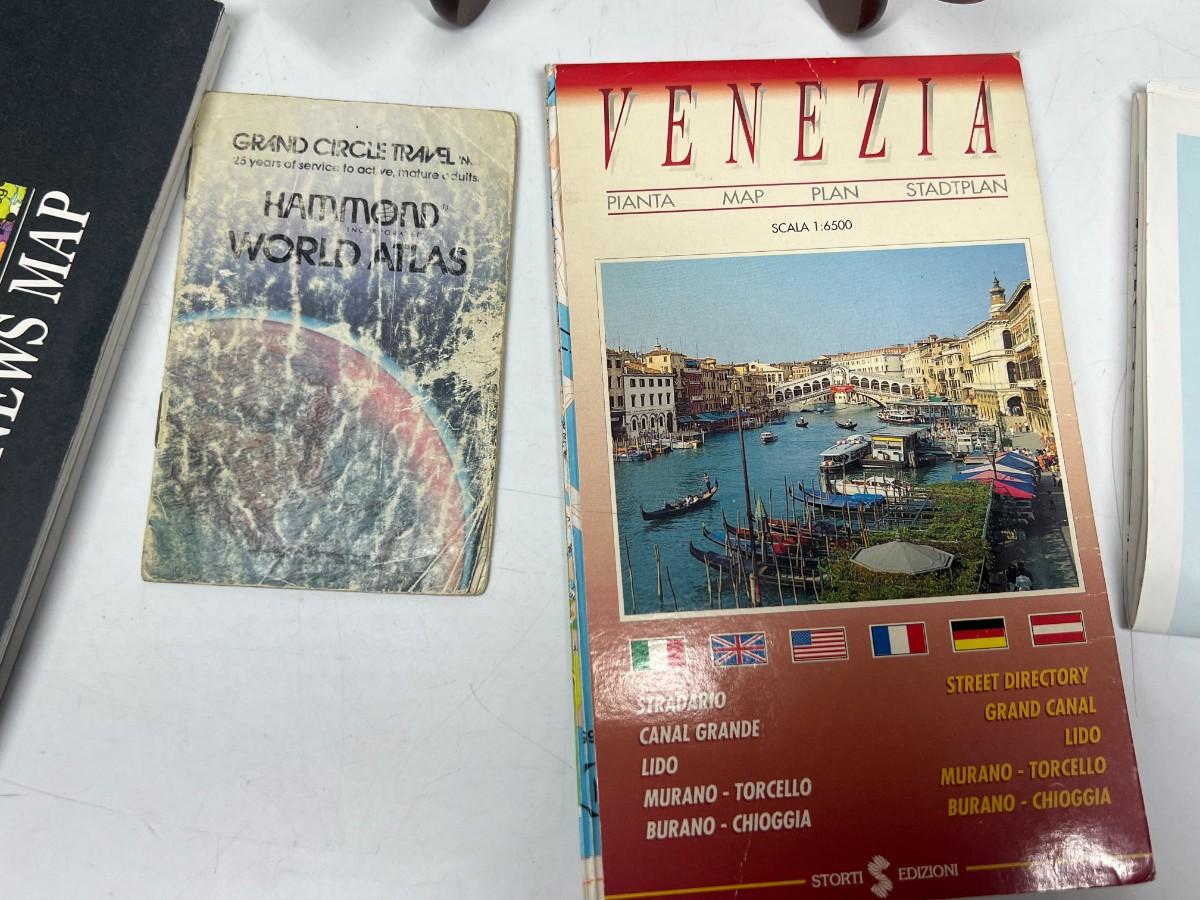 NEWS MAP
GRAND CIRCLE TRAVEL INC.
25 years of service to active, mature adults.
HAMMOND
INCORPORATED
WORLD ATLAS
VENEZIA
PIANTA MAP PLAN STADTPLAN
SCALA 1:6500
STRADARIO
CANAL GRANDE
LIDO
MURANO - TORCELLO
BURANO - CHIOGGIA
STREET DIRECTORY
GRAND CANAL
LIDO
MURANO - TORCELLO
BURANO - CHIOGGIA
STORTI EDIZIONI